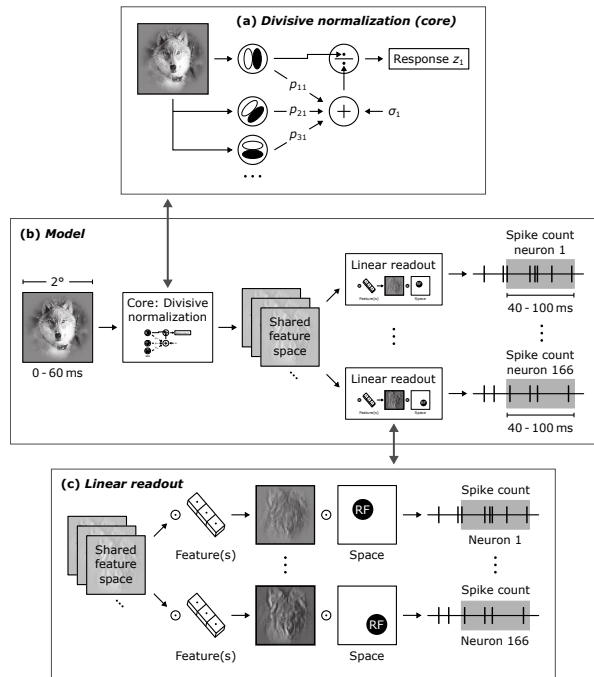 (a) Divisive normalization (core)
Response z₁
p₁₁
p₂₁
σ₁
p₃₁
(b) Model
2°
0 - 60 ms
Core: Divisive
normalization
Shared
feature
space
Linear readout
Feature(s)
Space
Spike count
neuron 1
40 - 100 ms
Linear readout
Feature(s)
Space
Spike count
neuron 166
40 - 100 ms
(c) Linear readout
Shared
feature
space
Feature(s)
RF
Space
Spike count
Neuron 1
Feature(s)
RF
Space
Spike count
Neuron 166